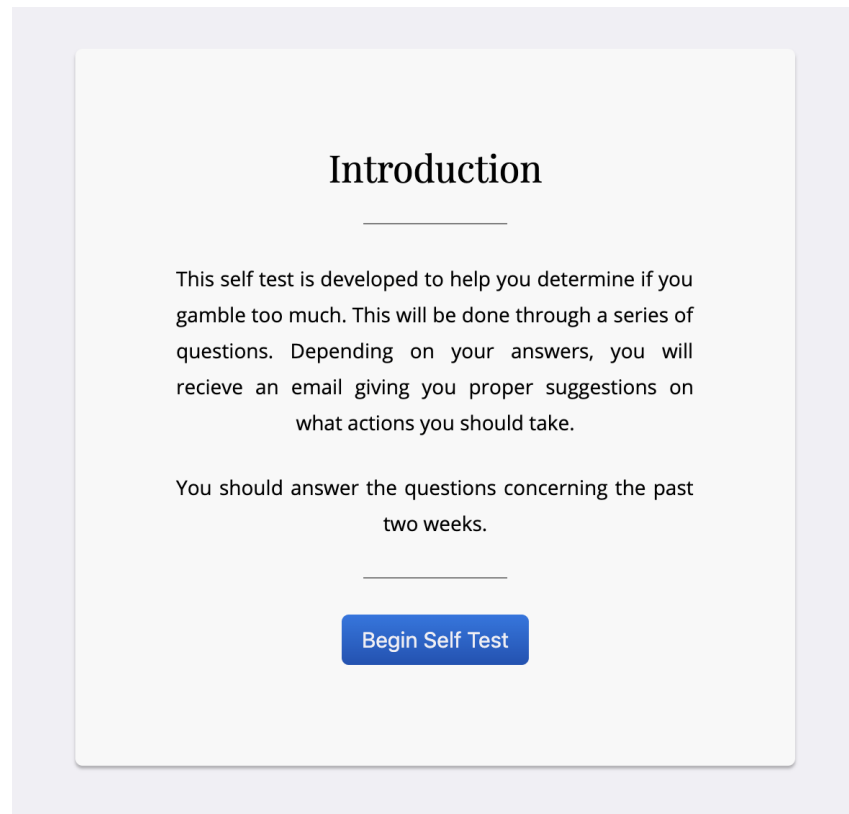 Introduction
This self test is developed to help you determine if you
gamble too much. This will be done through a series of
questions. Depending on your answers, you will
recieve an email giving you proper suggestions on
what actions you should take.
You should answer the questions concerning the past
two weeks.
Begin Self Test